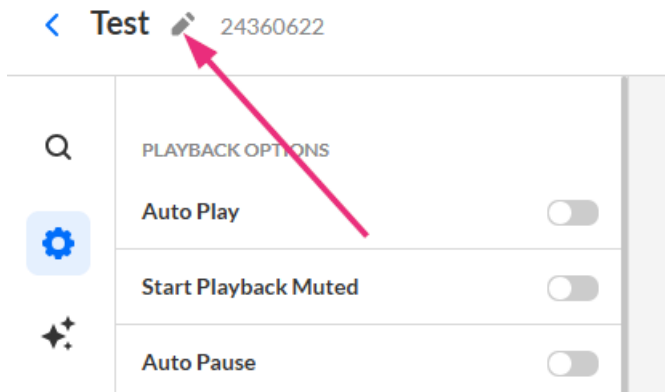 Test 24360622
PLAYBACK OPTIONS
Auto Play
Start Playback Muted
Auto Pause